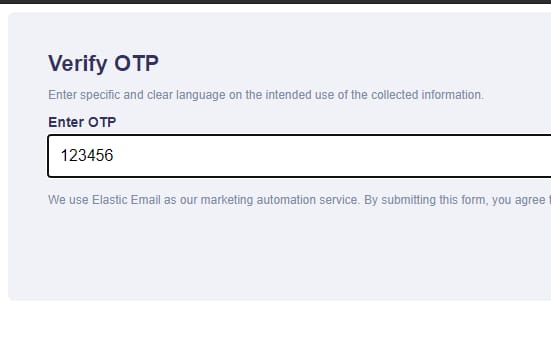 Verify OTP
Enter specific and clear language on the intended use of the collected information.
Enter OTP
123456
We use Elastic Email as our marketing automation service. By submitting this form, you agree